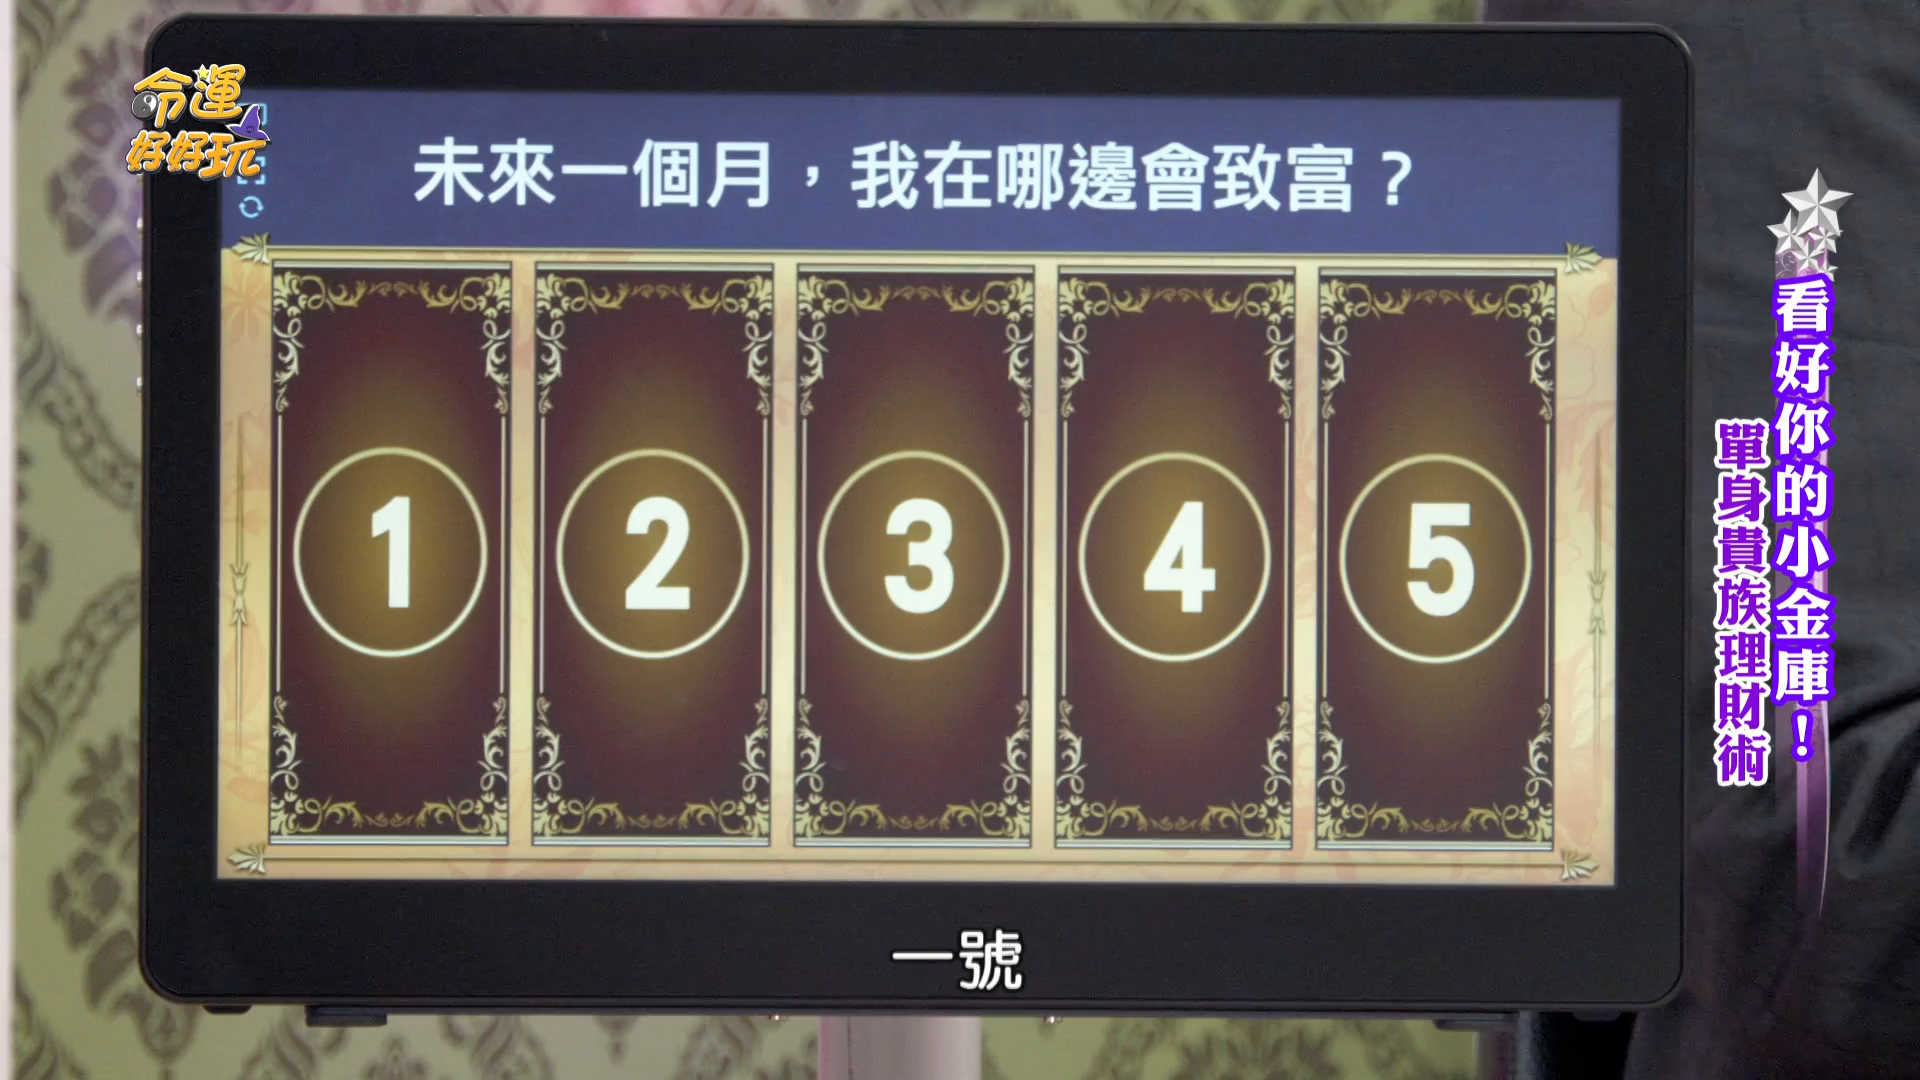 命運
好好玩
未來一個月，我在哪邊會致富？
1
2
3
4
5
看好你的小金庫！
單身貴族理財術
一號